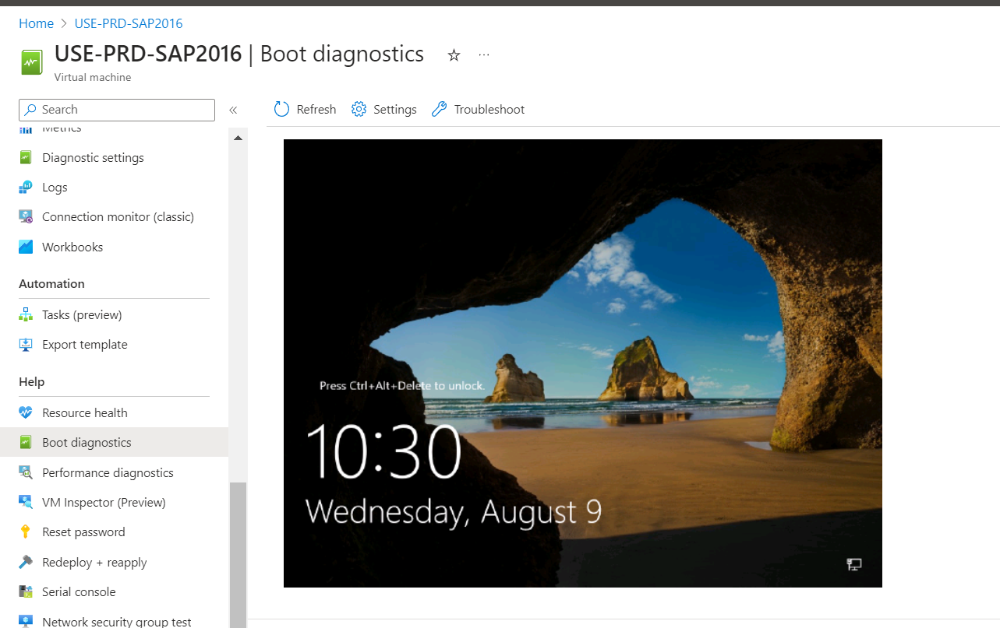 Home > USE-PRD-SAP2016
USE-PRD-SAP2016 | Boot diagnostics ☆ ...
Virtual machine
Search «
Refresh Settings Troubleshoot
Metrics
Diagnostic settings
Logs
Connection monitor (classic)
Workbooks
Automation
Tasks (preview)
Export template
Help
Resource health
Boot diagnostics
Performance diagnostics
VM Inspector (Preview)
Reset password
Redeploy + reapply
Serial console
Network security group test
Press Ctrl+Alt+Delete to unlock.
10:30
Wednesday, August 9